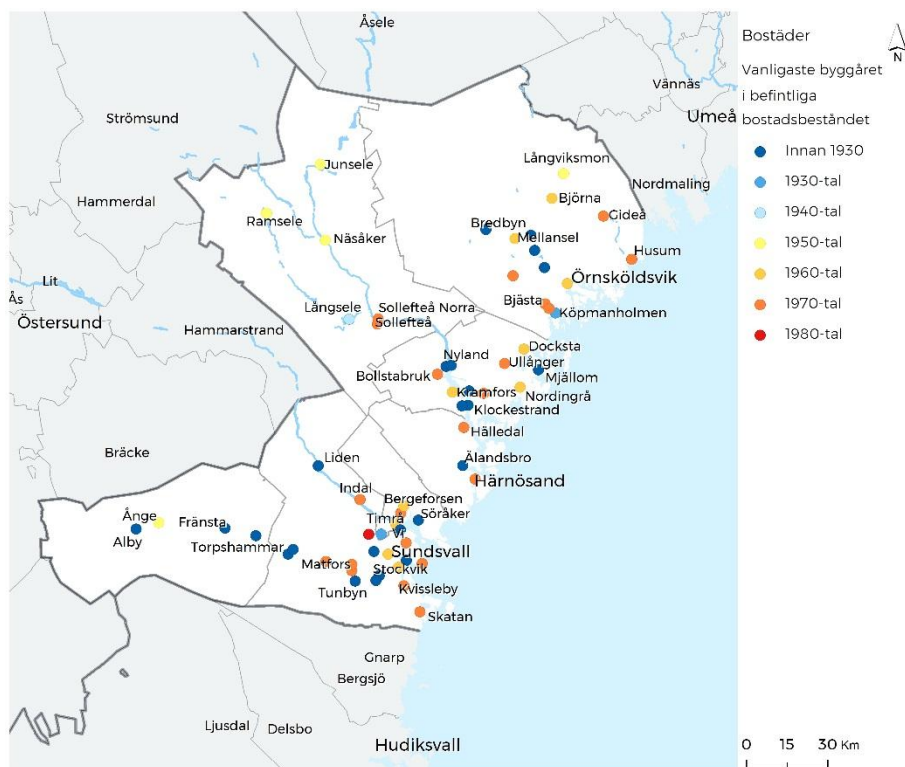 Åsele
Vännäs
Umeå
Strömsund
Junsele
Långviksmon
Nordmaling
Björna
Hammerdal
Ramsele
Gideå
Bredbyn
Mellansel
Näsåker
Husum
Lit
Örnsköldsvik
Ås
Långsele
Sollefteå Norra
Bjästa
Köpmanholmen
Östersund
Sollefteå
Hammarstrand
Docksta
Nyland
Ullånger
Bollstabruk
Mjällom
Kramfors
Nordingrå
Klockestrand
Hälledal
Bräcke
Liden
Älandsbro
Härnösand
Indal
Bergeforsen
Ånge
Fränsta
Timrå
Söråker
Vi
Alby
Torpshammar
Sundsvall
Matfors
Stockvik
Tunbyn
Kvissleby
Skatan
Gnarp
Bergsjö
Ljusdal
Delsbo
Hudiksvall
Bostäder
N
Vanligaste byggåret
i befintliga
bostadsbeståndet
Innan 1930
1930-tal
1940-tal
1950-tal
1960-tal
1970-tal
1980-tal
0 15 30 Km